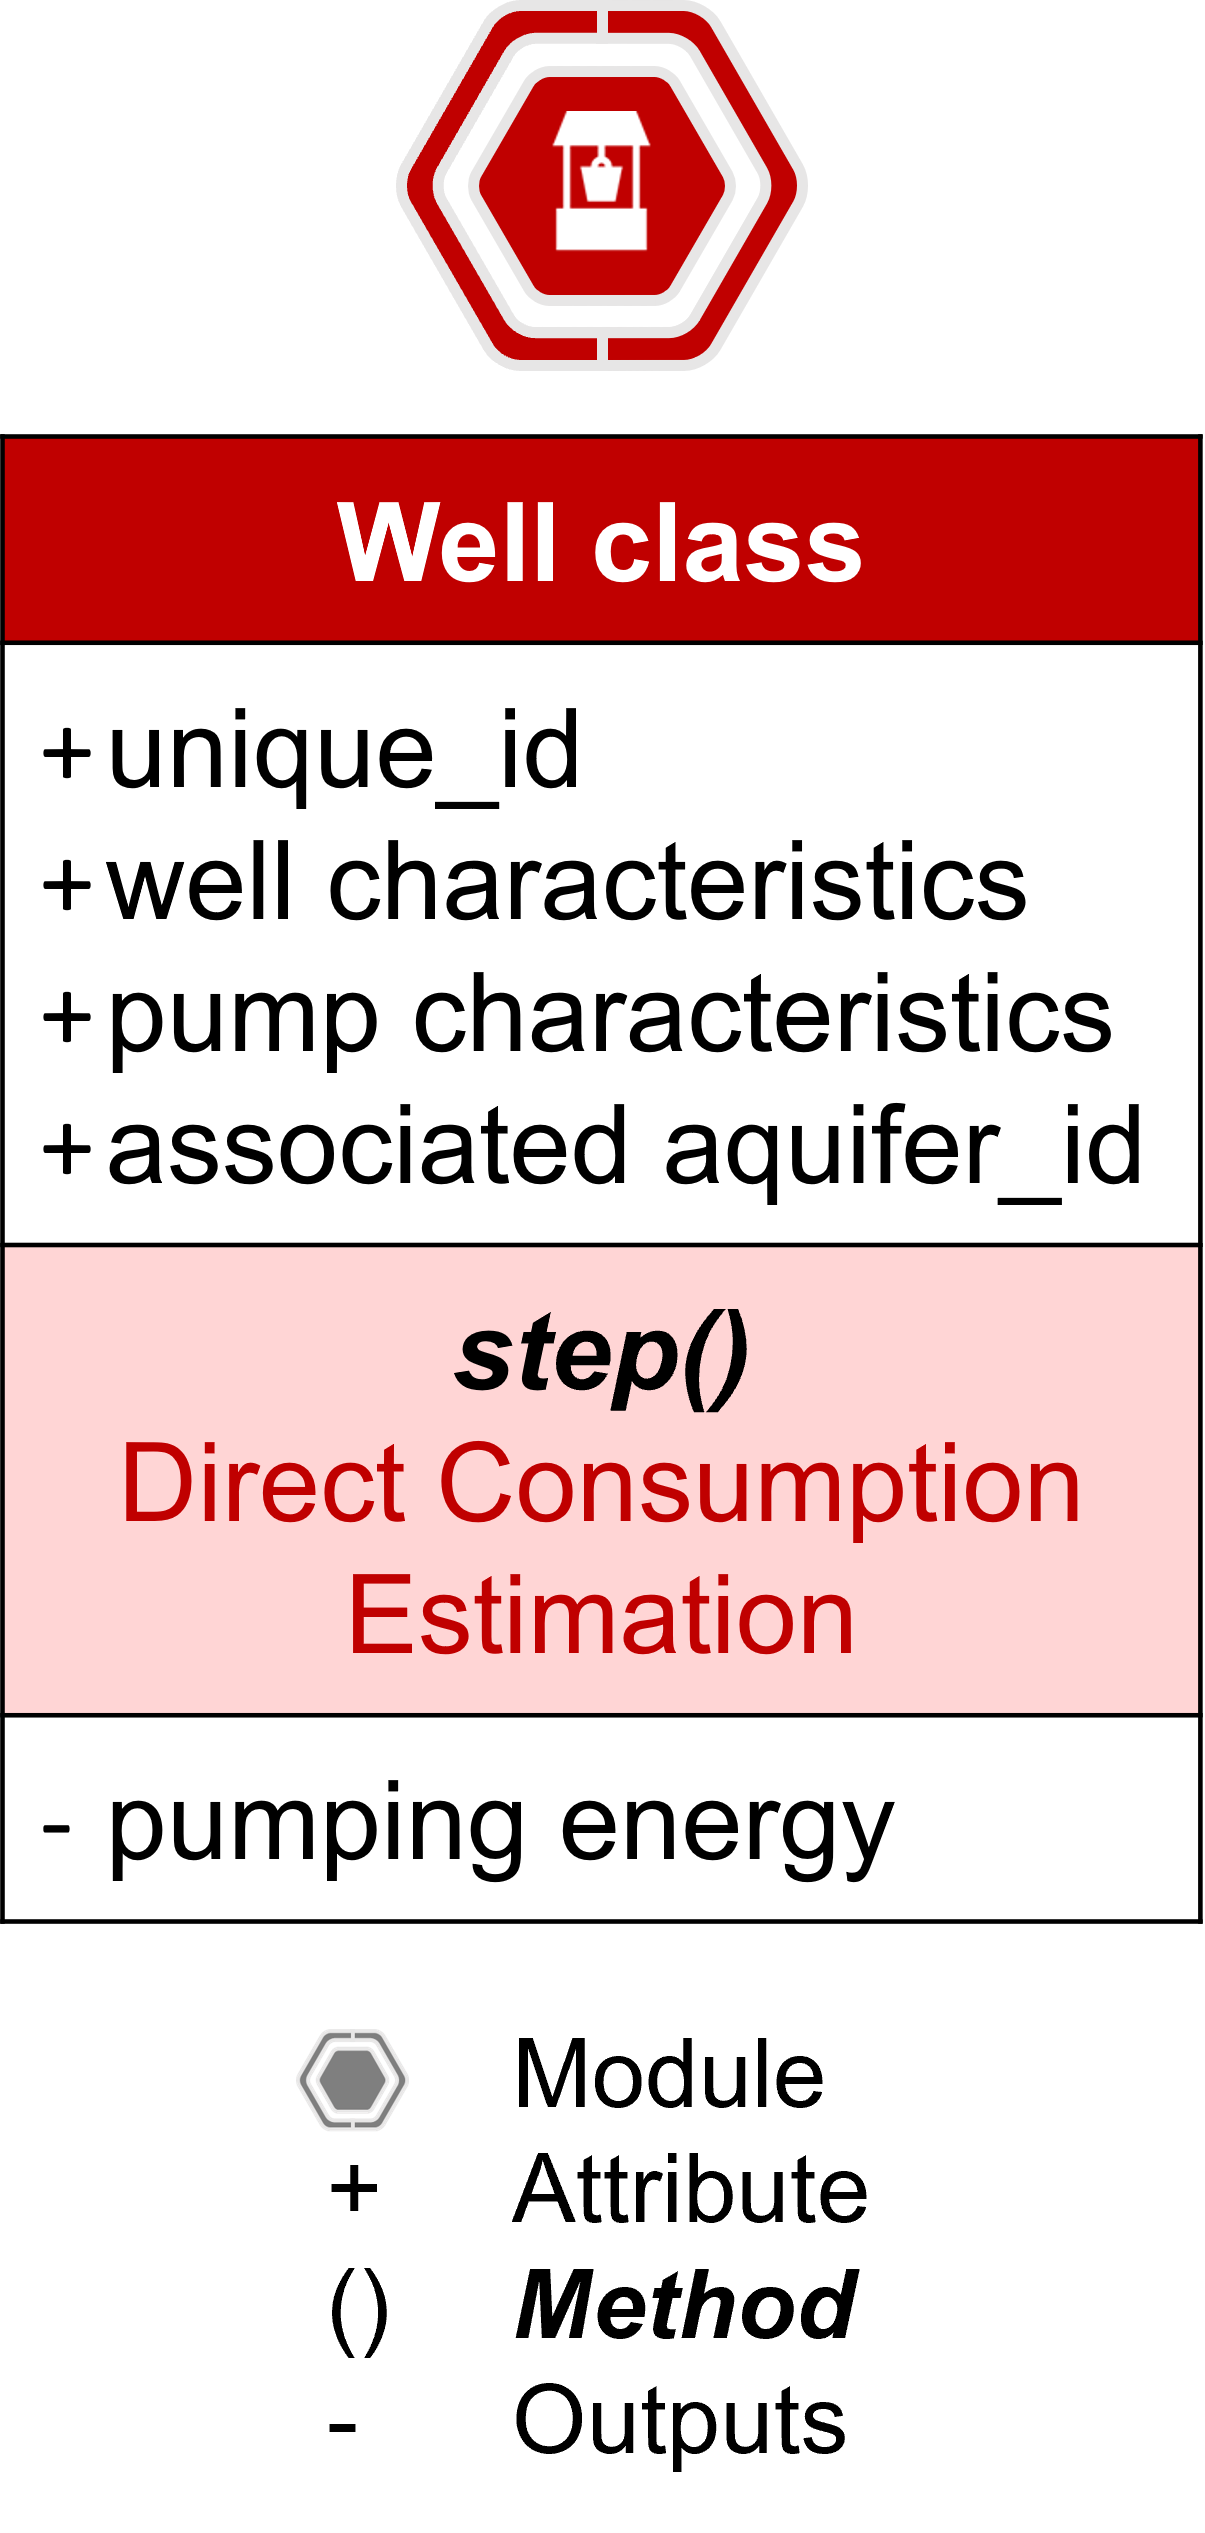 Well class
+ unique_id
+ well characteristics
+ pump characteristics
+ associated aquifer_id
step()
Direct Consumption
Estimation
- pumping energy
Module
+ Attribute
() Method
- Outputs